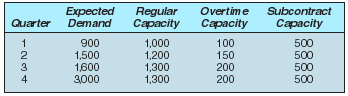 Quarter Expected Demand Regular Capacity Overtime Capacity Subcontract Capacity
1 900 1,000 100 500
2 1,500 1,200 150 500
3 1,600 1,300 200 500
4 3,000 1,300 200 500